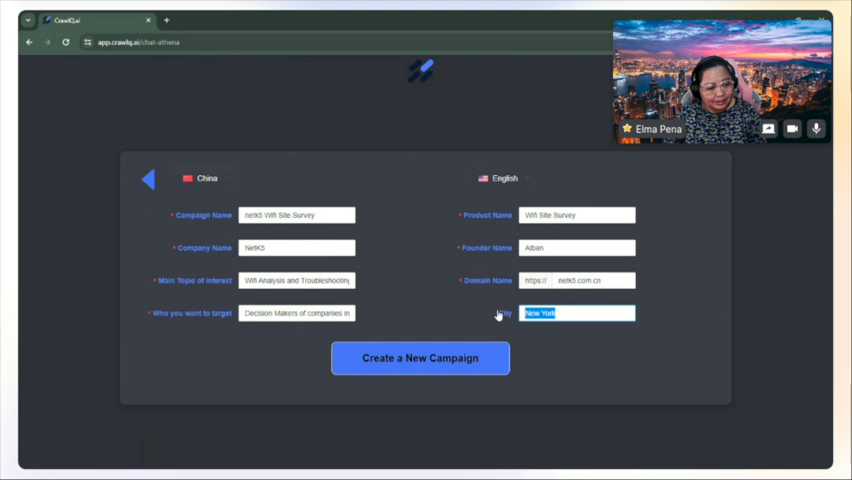 CrawlQ.ai
app.crawlq.ai/chat-athena
Elma Pena
China
English
* Campaign Name
netk5 Wifi Site Survey
* Product Name
Wifi Site Survey
* Company Name
NetK5
* Founder Name
Alban
* Main Topic of Interest
Wifi Analysis and Troubleshooting
* Domain Name
https://
netk5.com.cn
* Who you want to target
Decision Makers of companies in
City
New York
Create a New Campaign